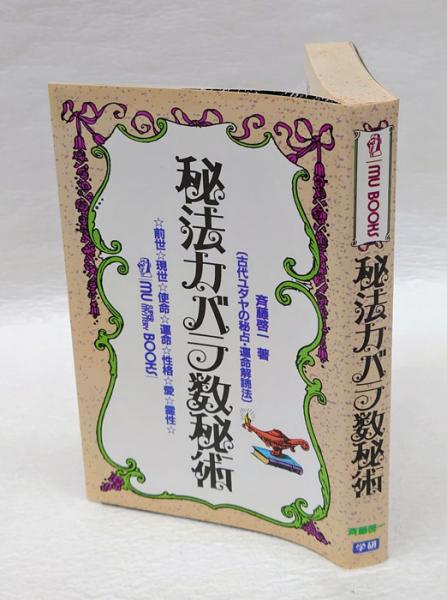 秘法カバラ数秘術
斉藤啓一 著
〔古代ユダヤの秘占・運命解読法〕
☆前世☆現世☆使命☆運命☆性格☆愛☆霊性☆
MU BOOKS
MU BOOKS
秘法カバラ数秘術
斉藤啓一
学研